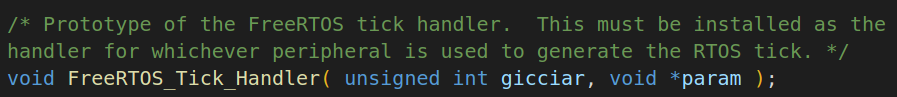 /* Prototype of the FreeRTOS tick handler.  This must be installed as the
handler for whichever peripheral is used to generate the RTOS tick. */
void FreeRTOS_Tick_Handler( unsigned int gicciar, void *param );